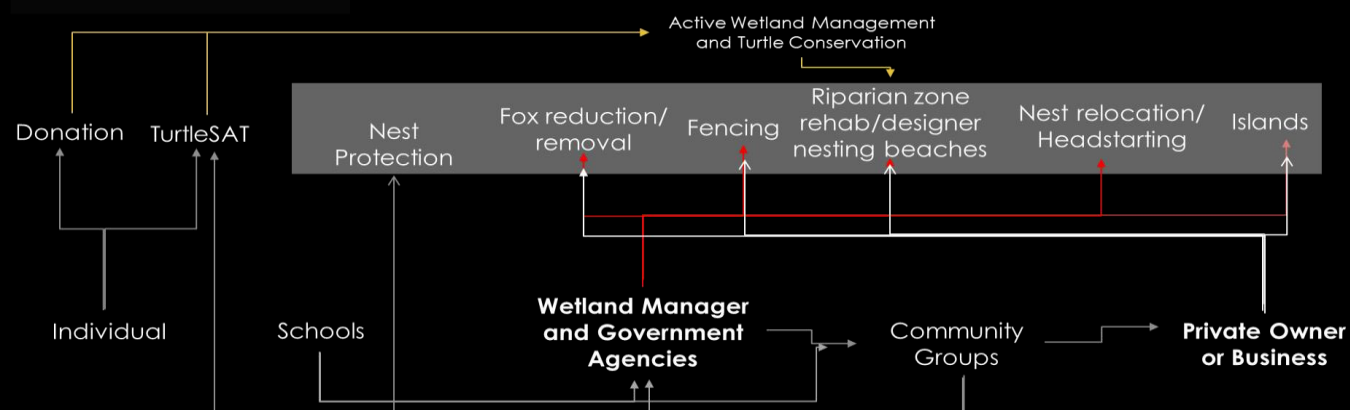 Active Wetland Management
and Turtle Conservation
Donation
TurtleSAT
Nest
Protection
Fox reduction/
removal
Fencing
Riparian zone
rehab/designer
nesting beaches
Nest relocation/
Headstarting
Islands
Individual
Schools
Wetland Manager
and Government
Agencies
Community
Groups
Private Owner
or Business